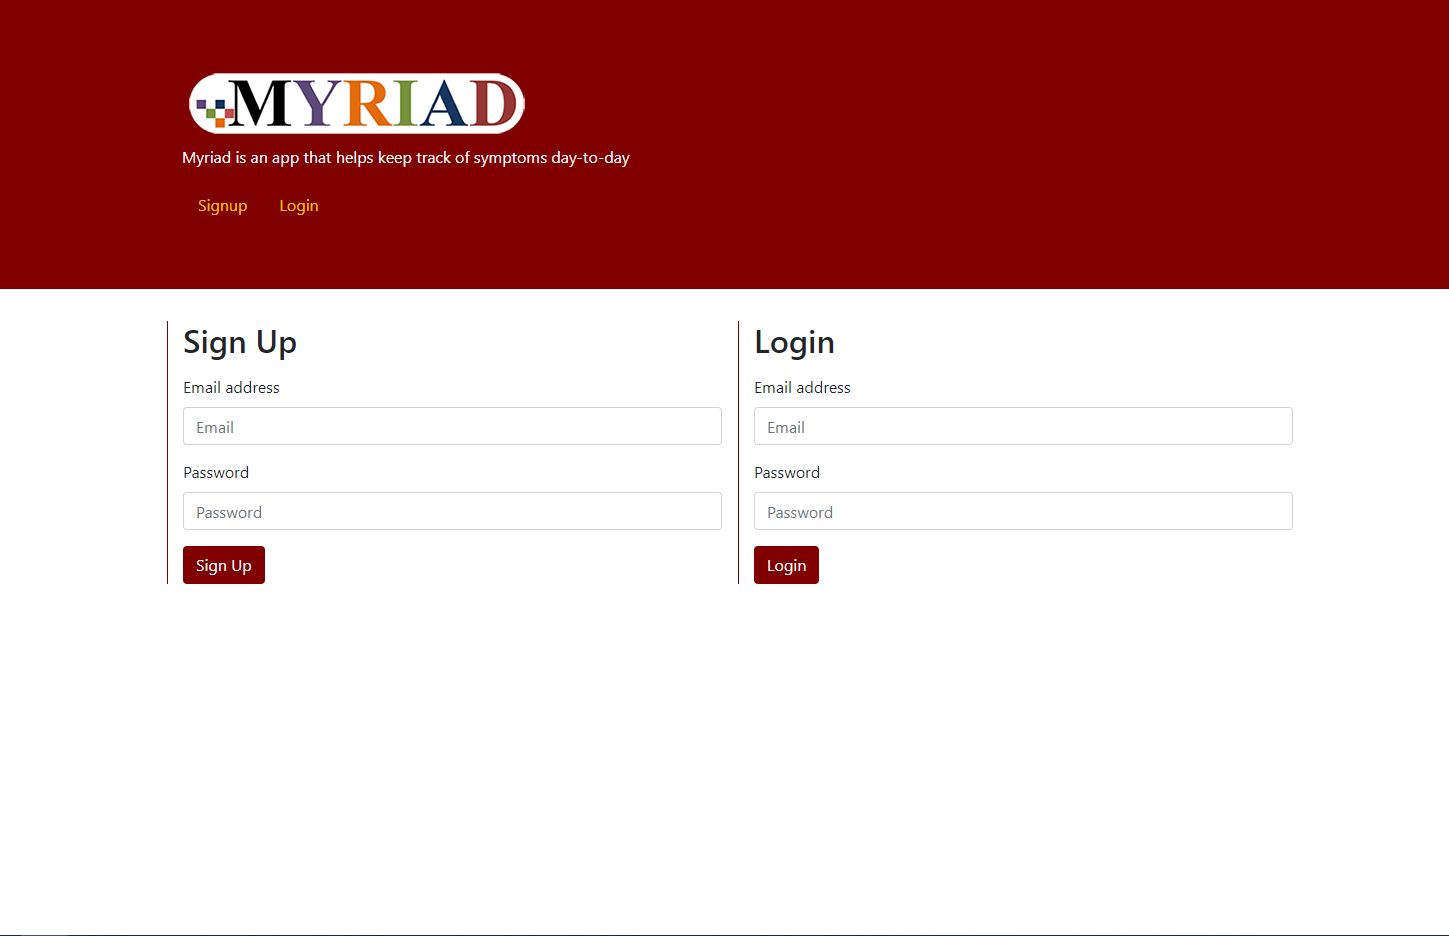 MYRIAD
Myriad is an app that helps keep track of symptoms day-to-day
Signup Login
Sign Up
Email address
Email
Password
Password
Sign Up
Login
Email address
Email
Password
Password
Login